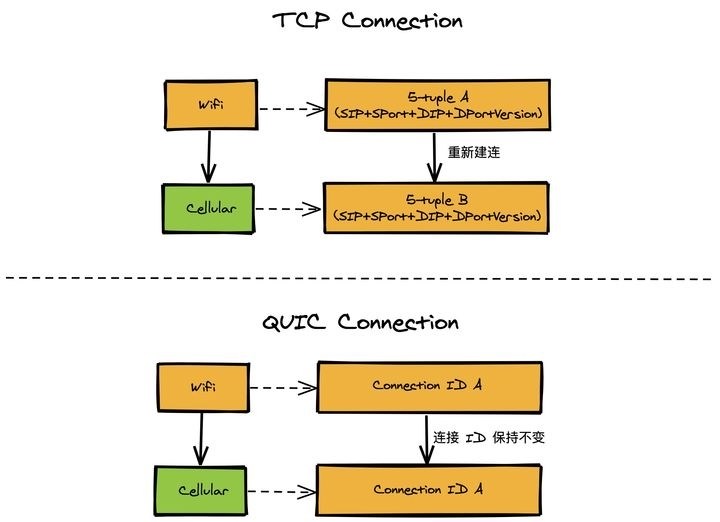 TCP Connection
Wifi
5-tuple A
(SIP+SPort+DIP+DPortVersion)
重新建连
Cellular
5-tuple B
(SIP+SPort+DIP+DPortVersion)
QUIC Connection
Wifi
Connection ID A
连接 ID 保持不变
Cellular
Connection ID A